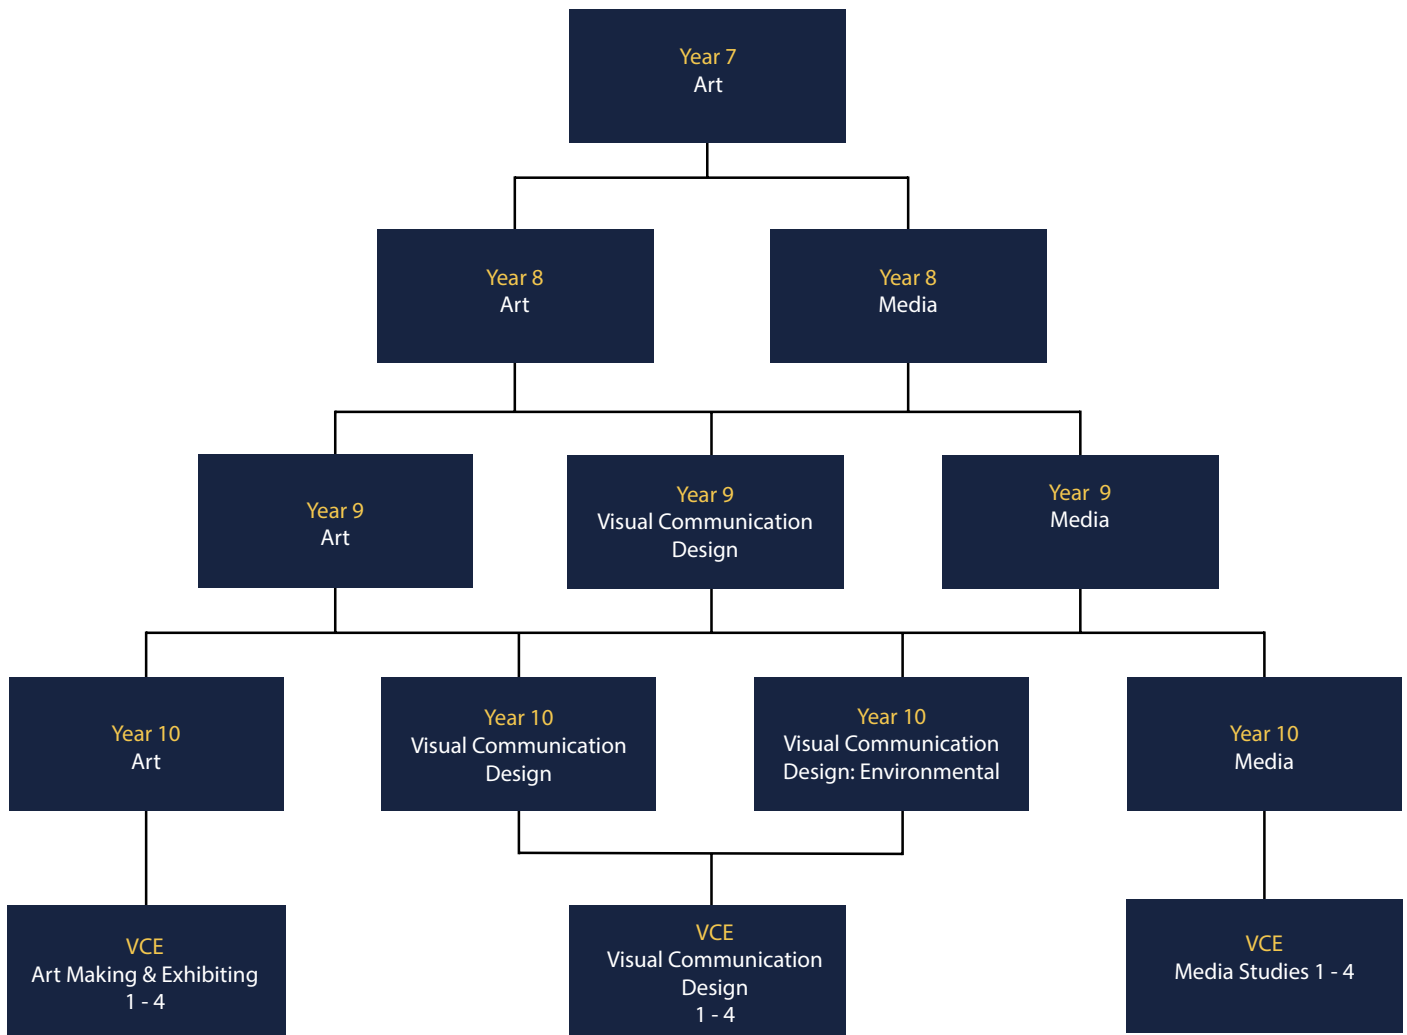 Year 7
Art
Year 8
Art
Year 8
Media
Year 9
Art
Year 9
Visual Communication
Design
Year 9
Media
Year 10
Art
Year 10
Visual Communication
Design
Year 10
Visual Communication
Design: Environmental
Year 10
Media
VCE
Art Making & Exhibiting
1 - 4
VCE
Visual Communication
Design
1 - 4
VCE
Media Studies 1 - 4